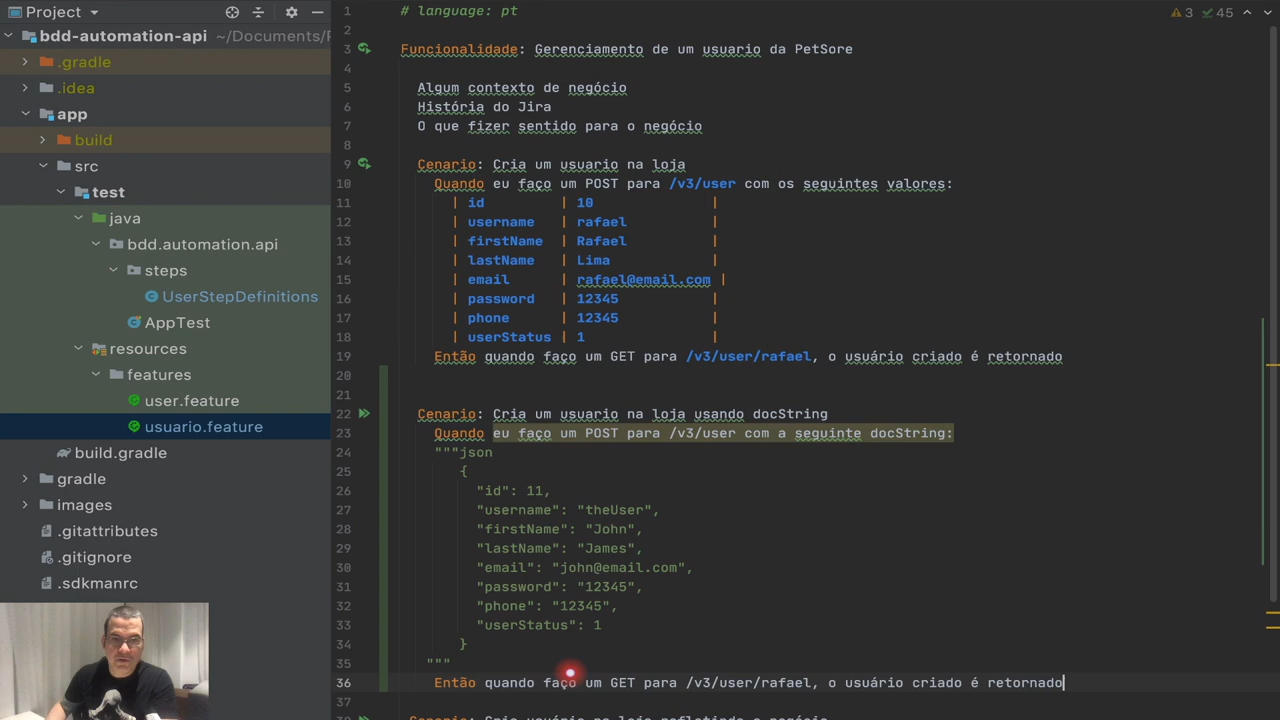 Project
bdd-automation-api ~/Documents/
.gradle
.idea
app
build
src
test
java
bdd.automation.api
steps
UserStepDefinitions
AppTest
resources
features
user.feature
usuario.feature
build.gradle
gradle
images
.gitattributes
.gitignore
.sdkmanrc
3 45
1 # language: pt
2
3 Funcionalidade: Gerenciamento de um usuario da PetSore
4
5 Algum contexto de negócio
6 História do Jira
7 O que fizer sentido para o negócio
8
9 Cenario: Cria um usuario na loja
10 Quando eu faço um POST para /v3/user com os seguintes valores:
11 | id | 10 |
12 | username | rafael |
13 | firstName | Rafael |
14 | lastName | Lima |
15 | email | rafael@email.com |
16 | password | 12345 |
17 | phone | 12345 |
18 | userStatus | 1 |
19 Então quando faço um GET para /v3/user/rafael, o usuário criado é retornado
20
21
22 Cenario: Cria um usuario na loja usando docString
23 Quando eu faço um POST para /v3/user com a seguinte docString:
24 """json
25 {
26 "id": 11,
27 "username": "theUser",
28 "firstName": "John",
29 "lastName": "James",
30 "email": "john@email.com",
31 "password": "12345",
32 "phone": "12345",
33 "userStatus": 1
34 }
35 """
36 Então quando faço um GET para /v3/user/rafael, o usuário criado é retornado
37